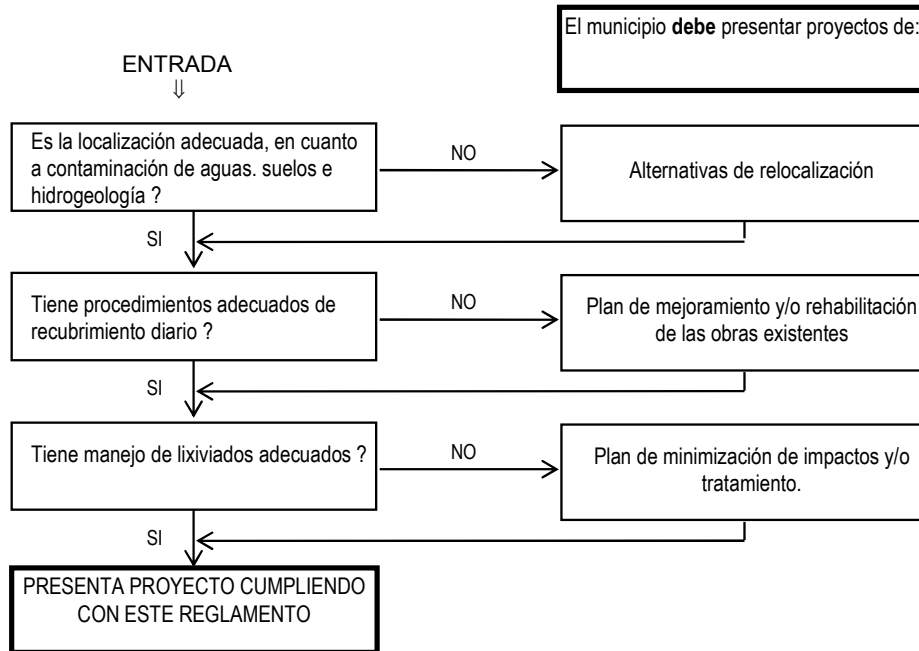 El municipio debe presentar proyectos de:
ENTRADA
⇓
Es la localización adecuada, en cuanto
a contaminación de aguas. suelos e
hidrogeología ?
NO
Alternativas de relocalización
SI
Tiene procedimientos adecuados de
recubrimiento diario ?
NO
Plan de mejoramiento y/o rehabilitación
de las obras existentes
SI
Tiene manejo de lixiviados adecuados ?
NO
Plan de minimización de impactos y/o
tratamiento.
SI
PRESENTA PROYECTO CUMPLIENDO
CON ESTE REGLAMENTO